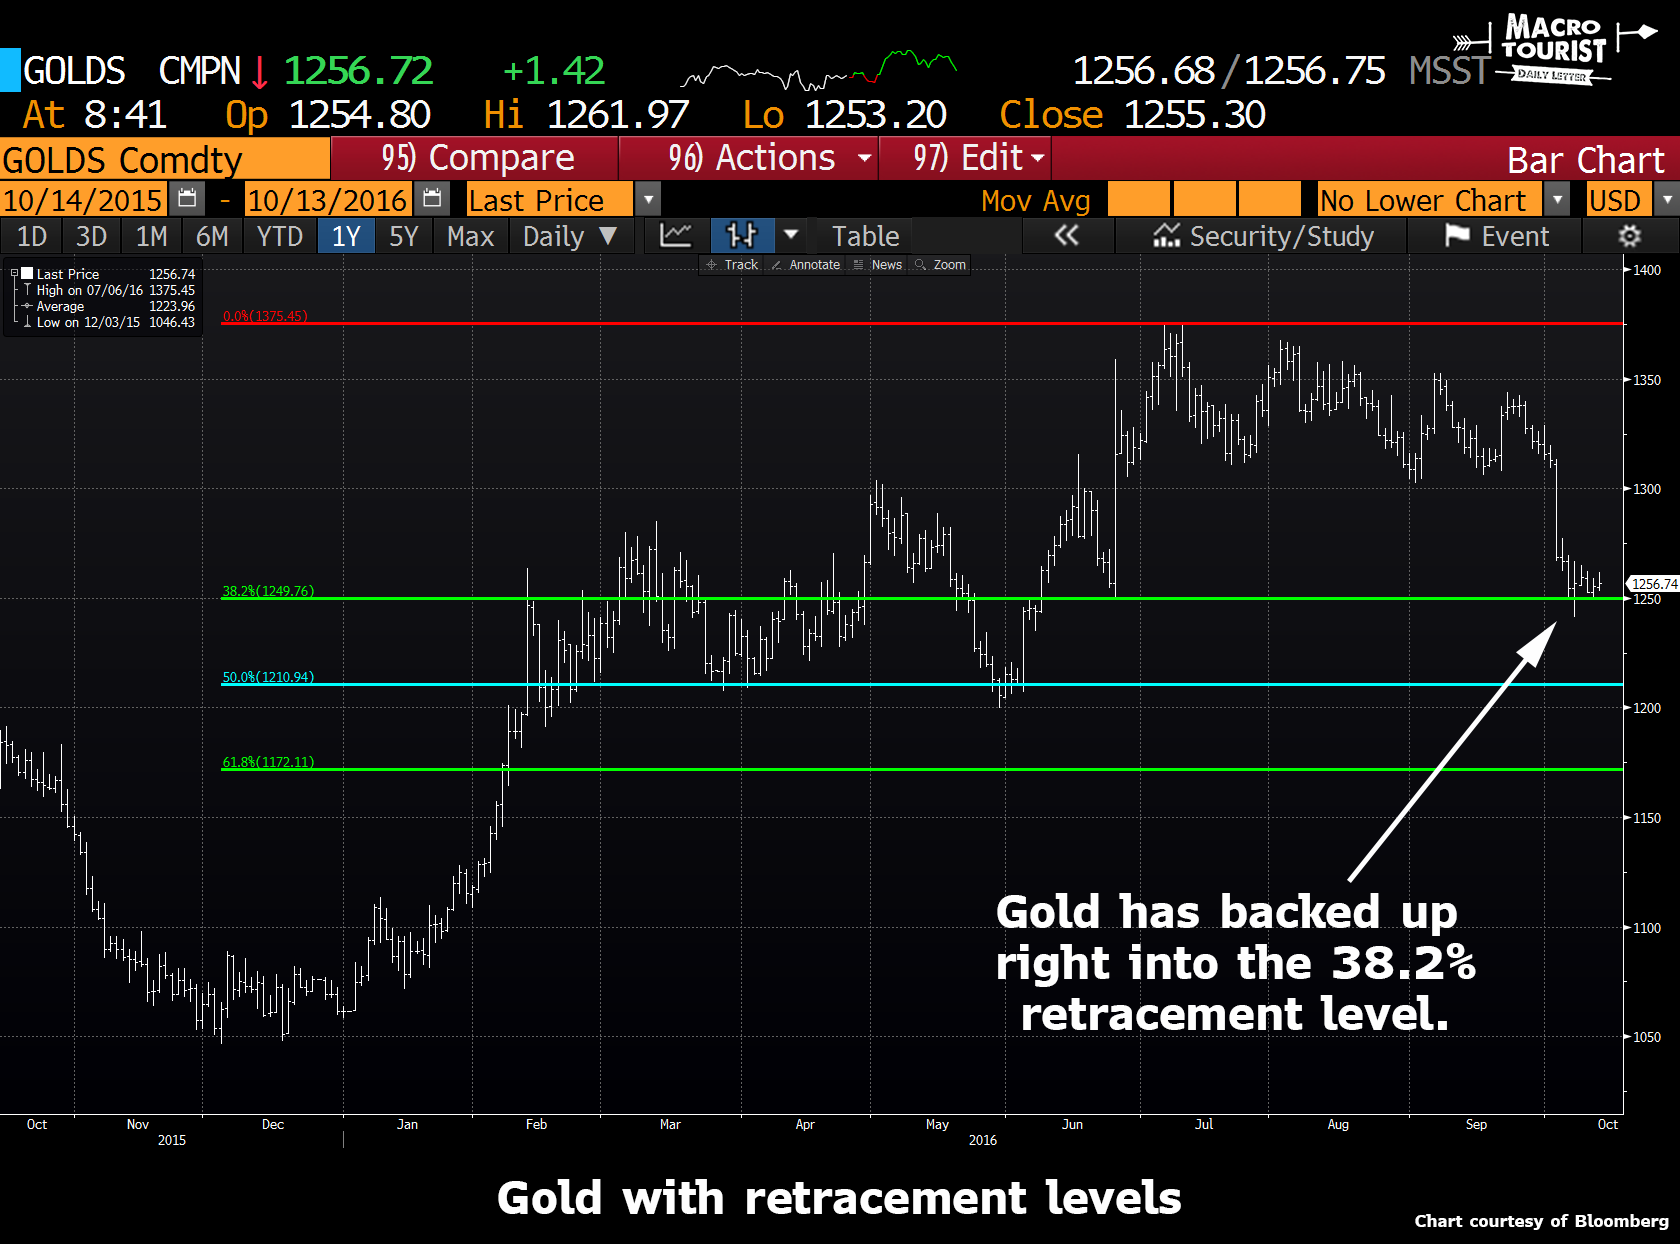 MACRO
TOURIST
DAILY LETTER
GOLDS CMPN↓ 1256.72 +1.42 1256.68/1256.75 MSST
At 8:41 Op 1254.80 Hi 1261.97 Lo 1253.20 Close 1255.30
GOLDS Comdty 95) Compare 96) Actions 97) Edit Bar Chart
10/14/2015 - 10/13/2016 Last Price Mov Avg No Lower Chart USD
1D 3D 1M 6M YTD 1Y 5Y Max Daily ▼ Table « Security/Study Event
Track Annotate News Zoom
Last Price 1256.74
High on 07/06/16 1375.45
Average 1223.96
Low on 12/03/15 1046.43
1400
0.0%(1375.45)
1350
1300
1256.74
38.2%(1249.76)
1250
50.0%(1210.94)
1200
61.8%(1172.11)
1150
Gold has backed up
right into the 38.2%
retracement level.
1100
1050
Oct Nov Dec Jan Feb Mar Apr May Jun Jul Aug Sep Oct
2015 2016
Gold with retracement levels
Chart courtesy of Bloomberg